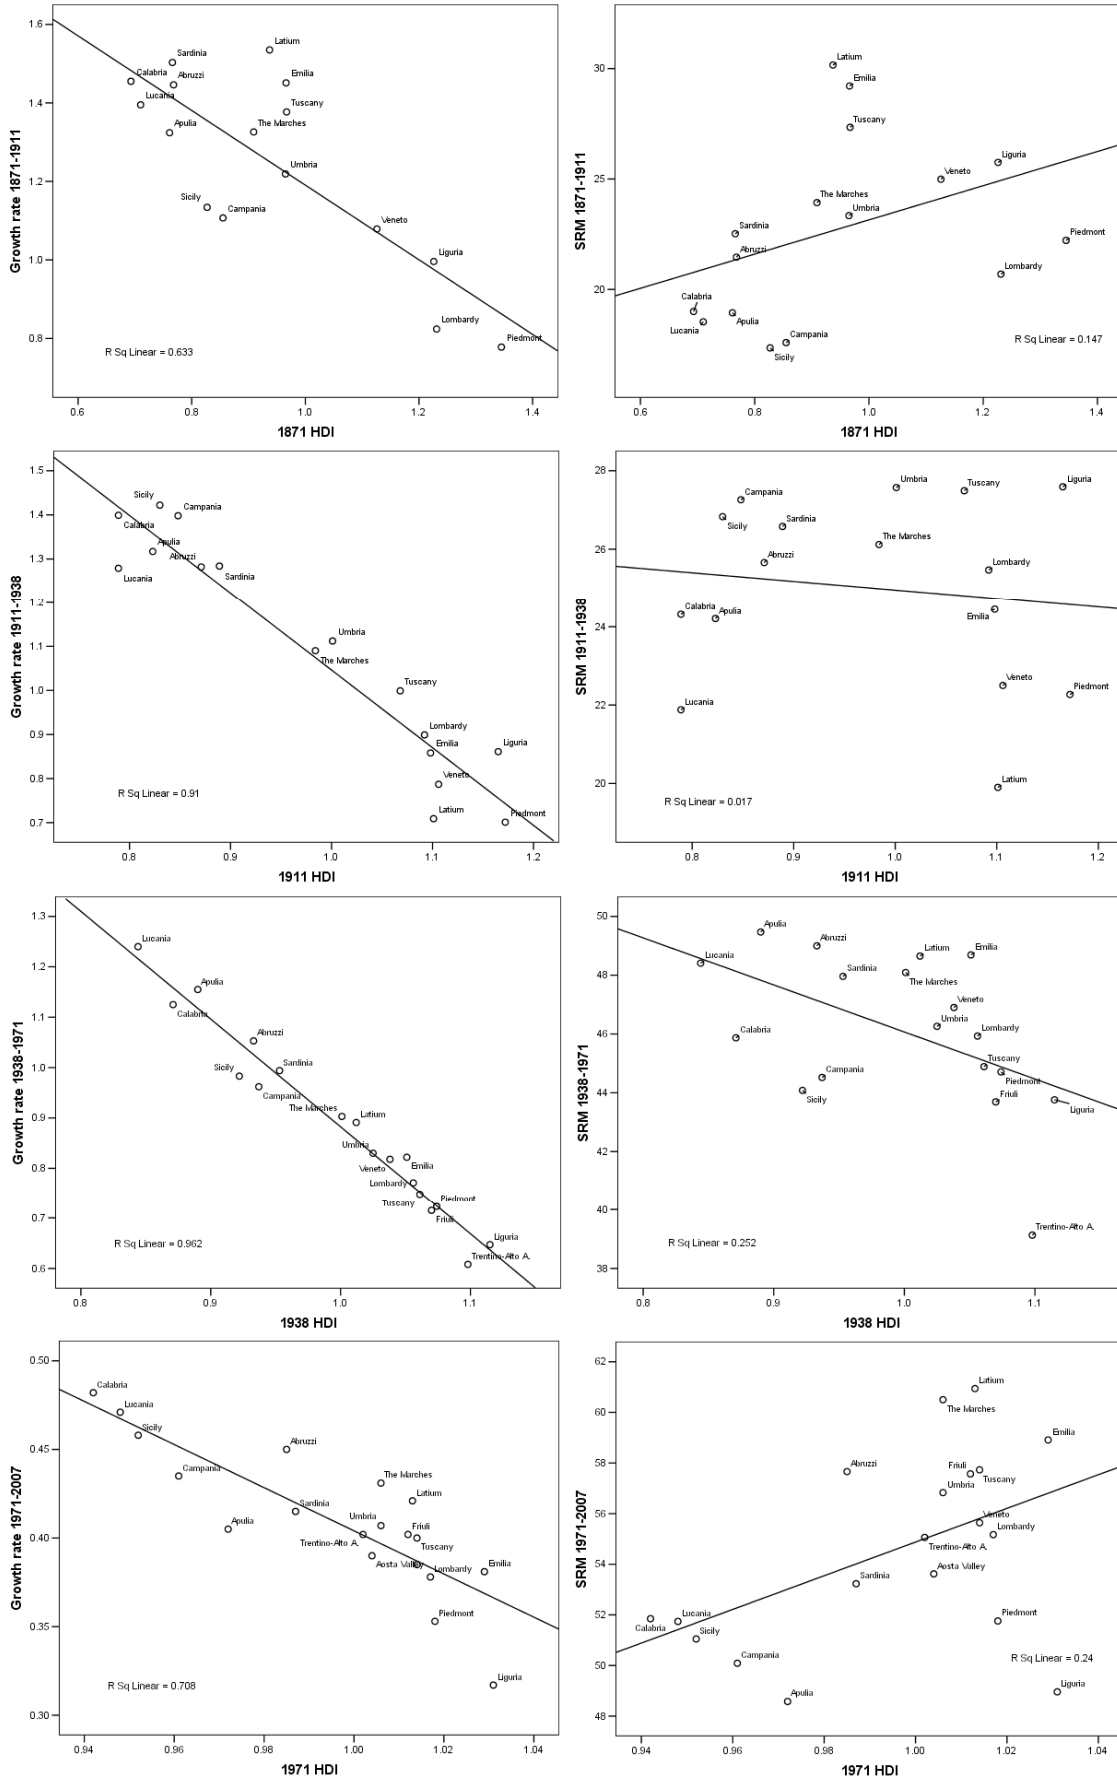 Growth rate 1871-1911
1.6
1.4
1.2
1.0
0.8
Latium
Sardinia
Calabria
Abruzzi
Emilia
Lucania
Tuscany
Apulia
The Marches
Umbria
Sicily
Campania
Veneto
Liguria
Lombardy
Piedmont
R Sq Linear = 0.633
0.6 0.8 1.0 1.2 1.4
1871 HDI
SRM 1871-1911
30
25
20
Latium
Emilia
Tuscany
Liguria
Veneto
The Marches
Umbria
Sardinia
Piedmont
Abruzzi
Lombardy
Calabria
Lucania
Apulia
Campania
Sicily
R Sq Linear = 0.147
0.6 0.8 1.0 1.2 1.4
1871 HDI
Growth rate 1911-1938
1.5
1.4
1.3
1.2
1.1
1.0
0.9
0.8
0.7
Sicily
Campania
Calabria
Apulia
Abruzzi
Lucania
Sardinia
Umbria
The Marches
Tuscany
Lombardy
Emilia
Liguria
Veneto
Latium
Piedmont
R Sq Linear = 0.91
0.8 0.9 1.0 1.1 1.2
1911 HDI
SRM 1911-1938
28
26
24
22
20
Umbria
Tuscany
Liguria
Campania
Sicily
Sardinia
The Marches
Abruzzi
Lombardy
Calabria
Apulia
Emilia
Veneto
Piedmont
Lucania
Latium
R Sq Linear = 0.017
0.8 0.9 1.0 1.1 1.2
1911 HDI
Growth rate 1938-1971
1.3
1.2
1.1
1.0
0.9
0.8
0.7
0.6
Lucania
Apulia
Calabria
Abruzzi
Sicily
Sardinia
Campania
The Marches
Latium
Umbria
Veneto
Emilia
Lombardy
Tuscany
Piedmont
Friuli
Liguria
Trentino-Alto A.
R Sq Linear = 0.962
0.8 0.9 1.0 1.1
1938 HDI
SRM 1938-1971
50
48
46
44
42
40
38
Apulia
Abruzzi
Lucania
Latium
Emilia
Sardinia
The Marches
Veneto
Umbria
Calabria
Lombardy
Tuscany
Campania
Piedmont
Sicily
Friuli
Liguria
Trentino-Alto A.
R Sq Linear = 0.252
0.8 0.9 1.0 1.1
1938 HDI
Growth rate 1971-2007
0.50
0.45
0.40
0.35
0.30
Calabria
Lucania
Sicily
Abruzzi
Campania
The Marches
Latium
Sardinia
Umbria
Apulia
Friuli
Trentino-Alto A.
Tuscany
Aosta Valley
Lombardy
Emilia
Piedmont
Liguria
R Sq Linear = 0.708
0.94 0.96 0.98 1.00 1.02 1.04
1971 HDI
SRM 1971-2007
62
60
58
56
54
52
50
48
Latium
The Marches
Emilia
Abruzzi
Friuli
Tuscany
Umbria
Veneto
Lombardy
Trentino-Alto A.
Aosta Valley
Sardinia
Lucania
Calabria
Piedmont
Sicily
Campania
Liguria
Apulia
R Sq Linear = 0.24
0.94 0.96 0.98 1.00 1.02 1.04
1971 HDI